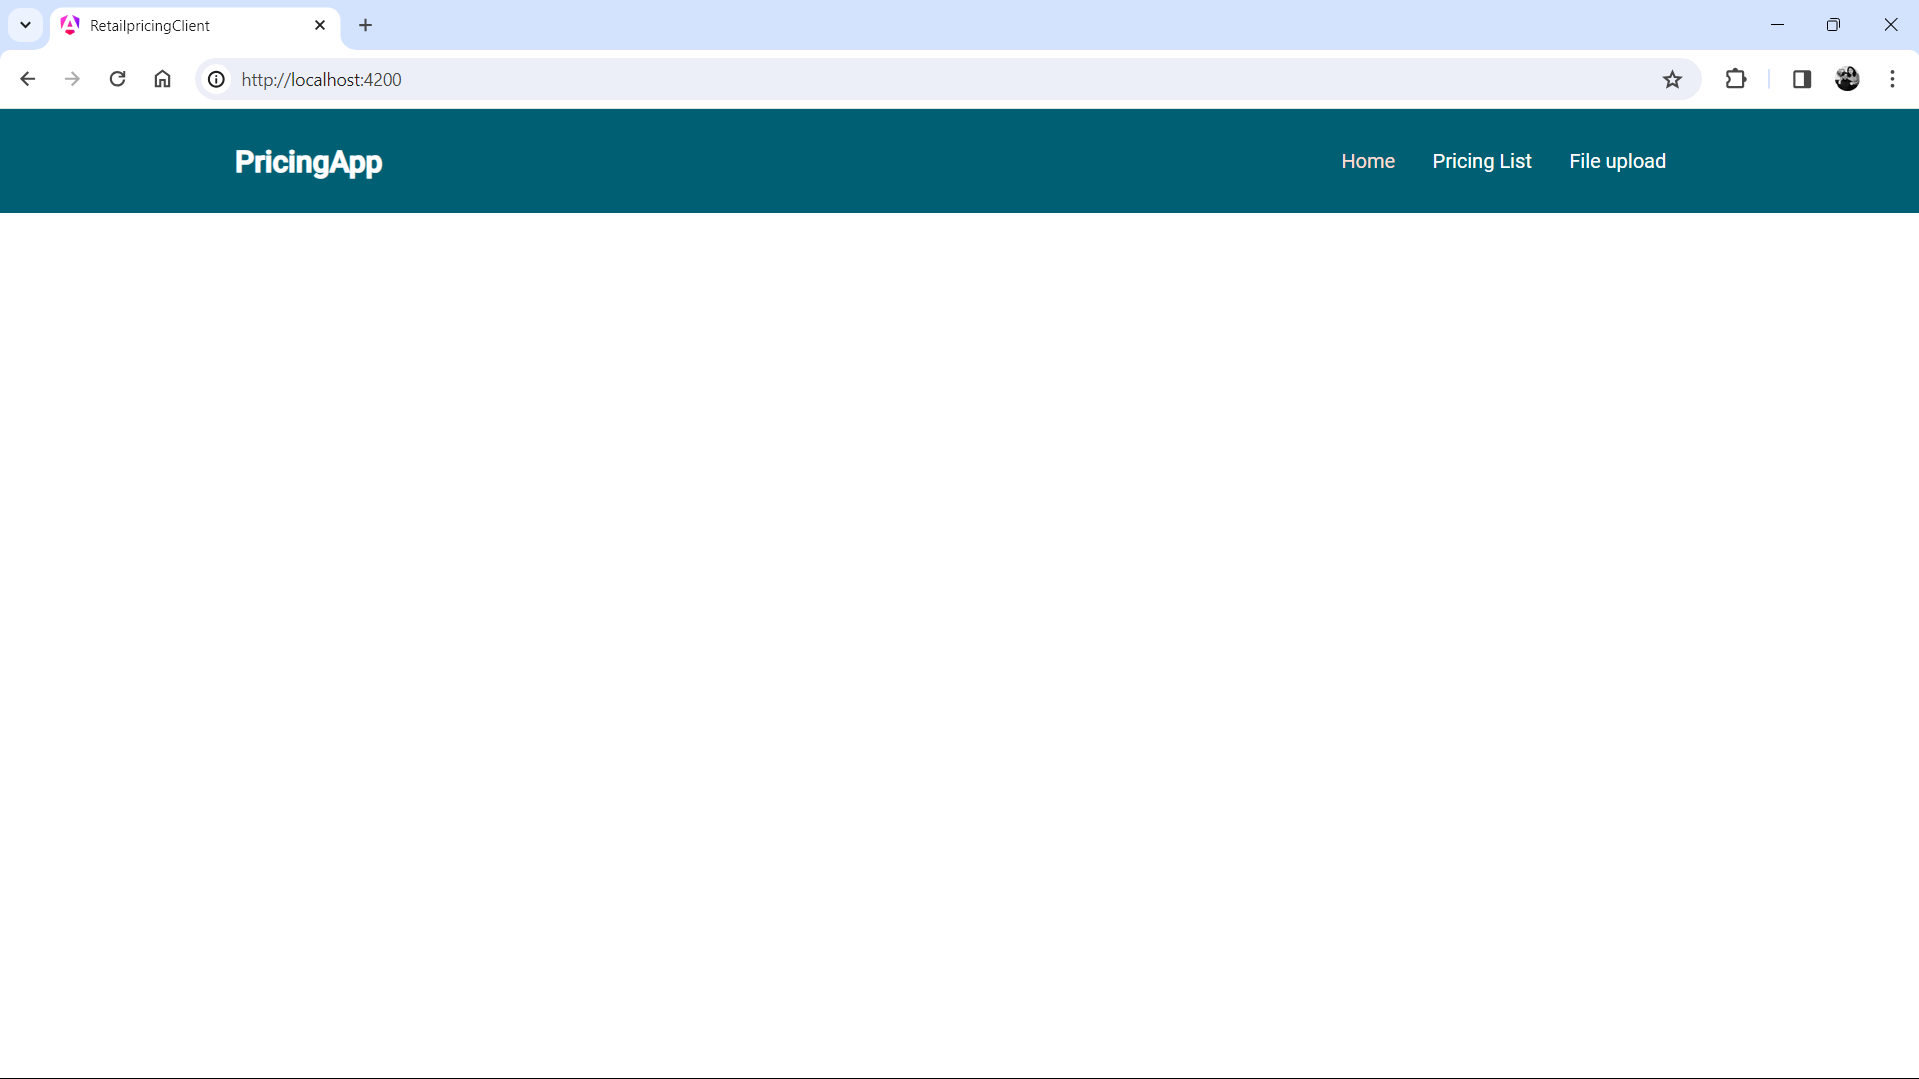 RetailpricingClient
http://localhost:4200
PricingApp
Home
Pricing List
File upload